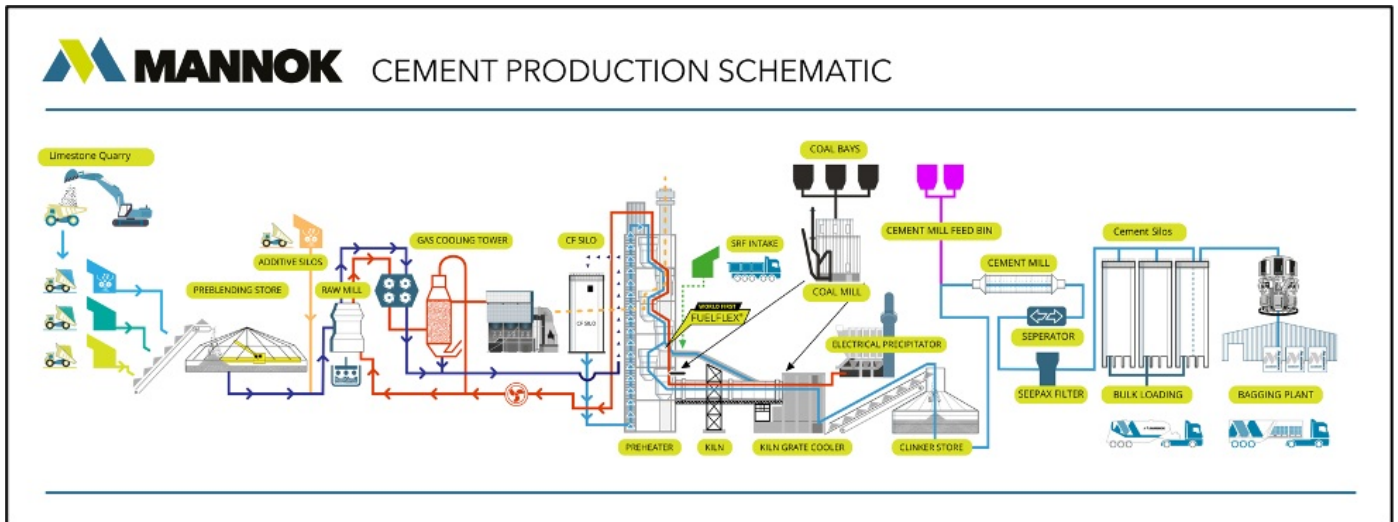 MANNOK CEMENT PRODUCTION SCHEMATIC
Limestone Quarry
COAL BAYS
ADDITIVE SILOS
GAS COOLING TOWER
CF SILO
SRF INTAKE
CEMENT MILL FEED BIN
Cement Silos
PREBLENDING STORE
RAW MILL
CEMENT MILL
COAL MILL
WORLD FIRST
FUELFLEX
CF SILO
SEPERATOR
ELECTRICAL PRECIPITATOR
SEEPAX FILTER
BULK LOADING
BAGGING PLANT
MANNOK
PREHEATER
KILN
KILN GRATE COOLER
CLINKER STORE